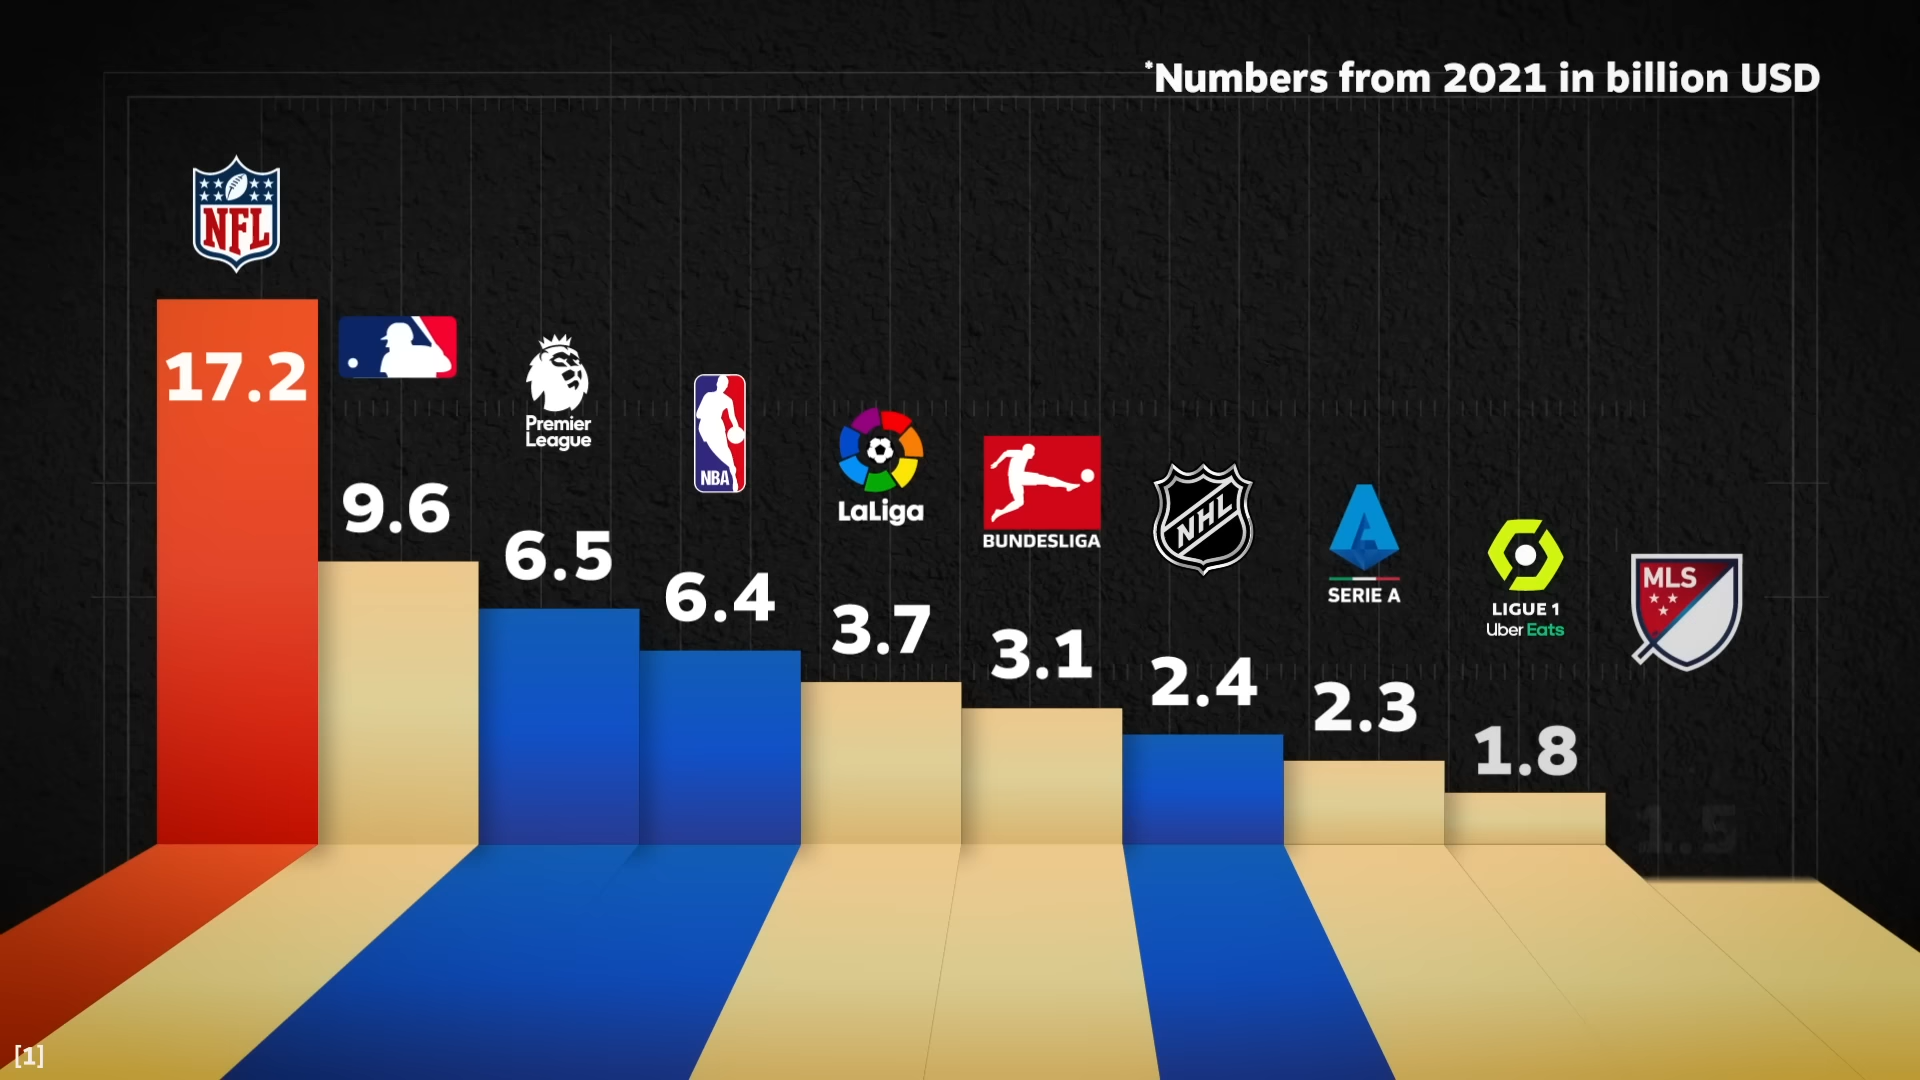 *Numbers from 2021 in billion USD
NFL
17.2
9.6
Premier
League
6.5
NBA
6.4
LaLiga
3.7
BUNDESLIGA
3.1
NHL
2.4
SERIE A
2.3
LIGUE 1
Uber Eats
1.8
MLS
1.5
[1]